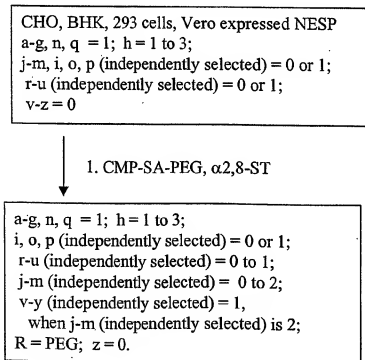 CHO, BHK, 293 cells, Vero expressed NESP
a-g, n, q = 1; h = 1 to 3;
j-m, i, o, p (independently selected) = 0 or 1;
r-u (independently selected) = 0 or 1;
v-z = 0
1. CMP-SA-PEG, α2,8-ST
a-g, n, q = 1; h = 1 to 3;
i, o, p (independently selected) = 0 or 1;
r-u (independently selected) = 0 to 1;
j-m (independently selected) = 0 to 2;
v-y (independently selected) = 1,
when j-m (independently selected) is 2;
R = PEG; z = 0.